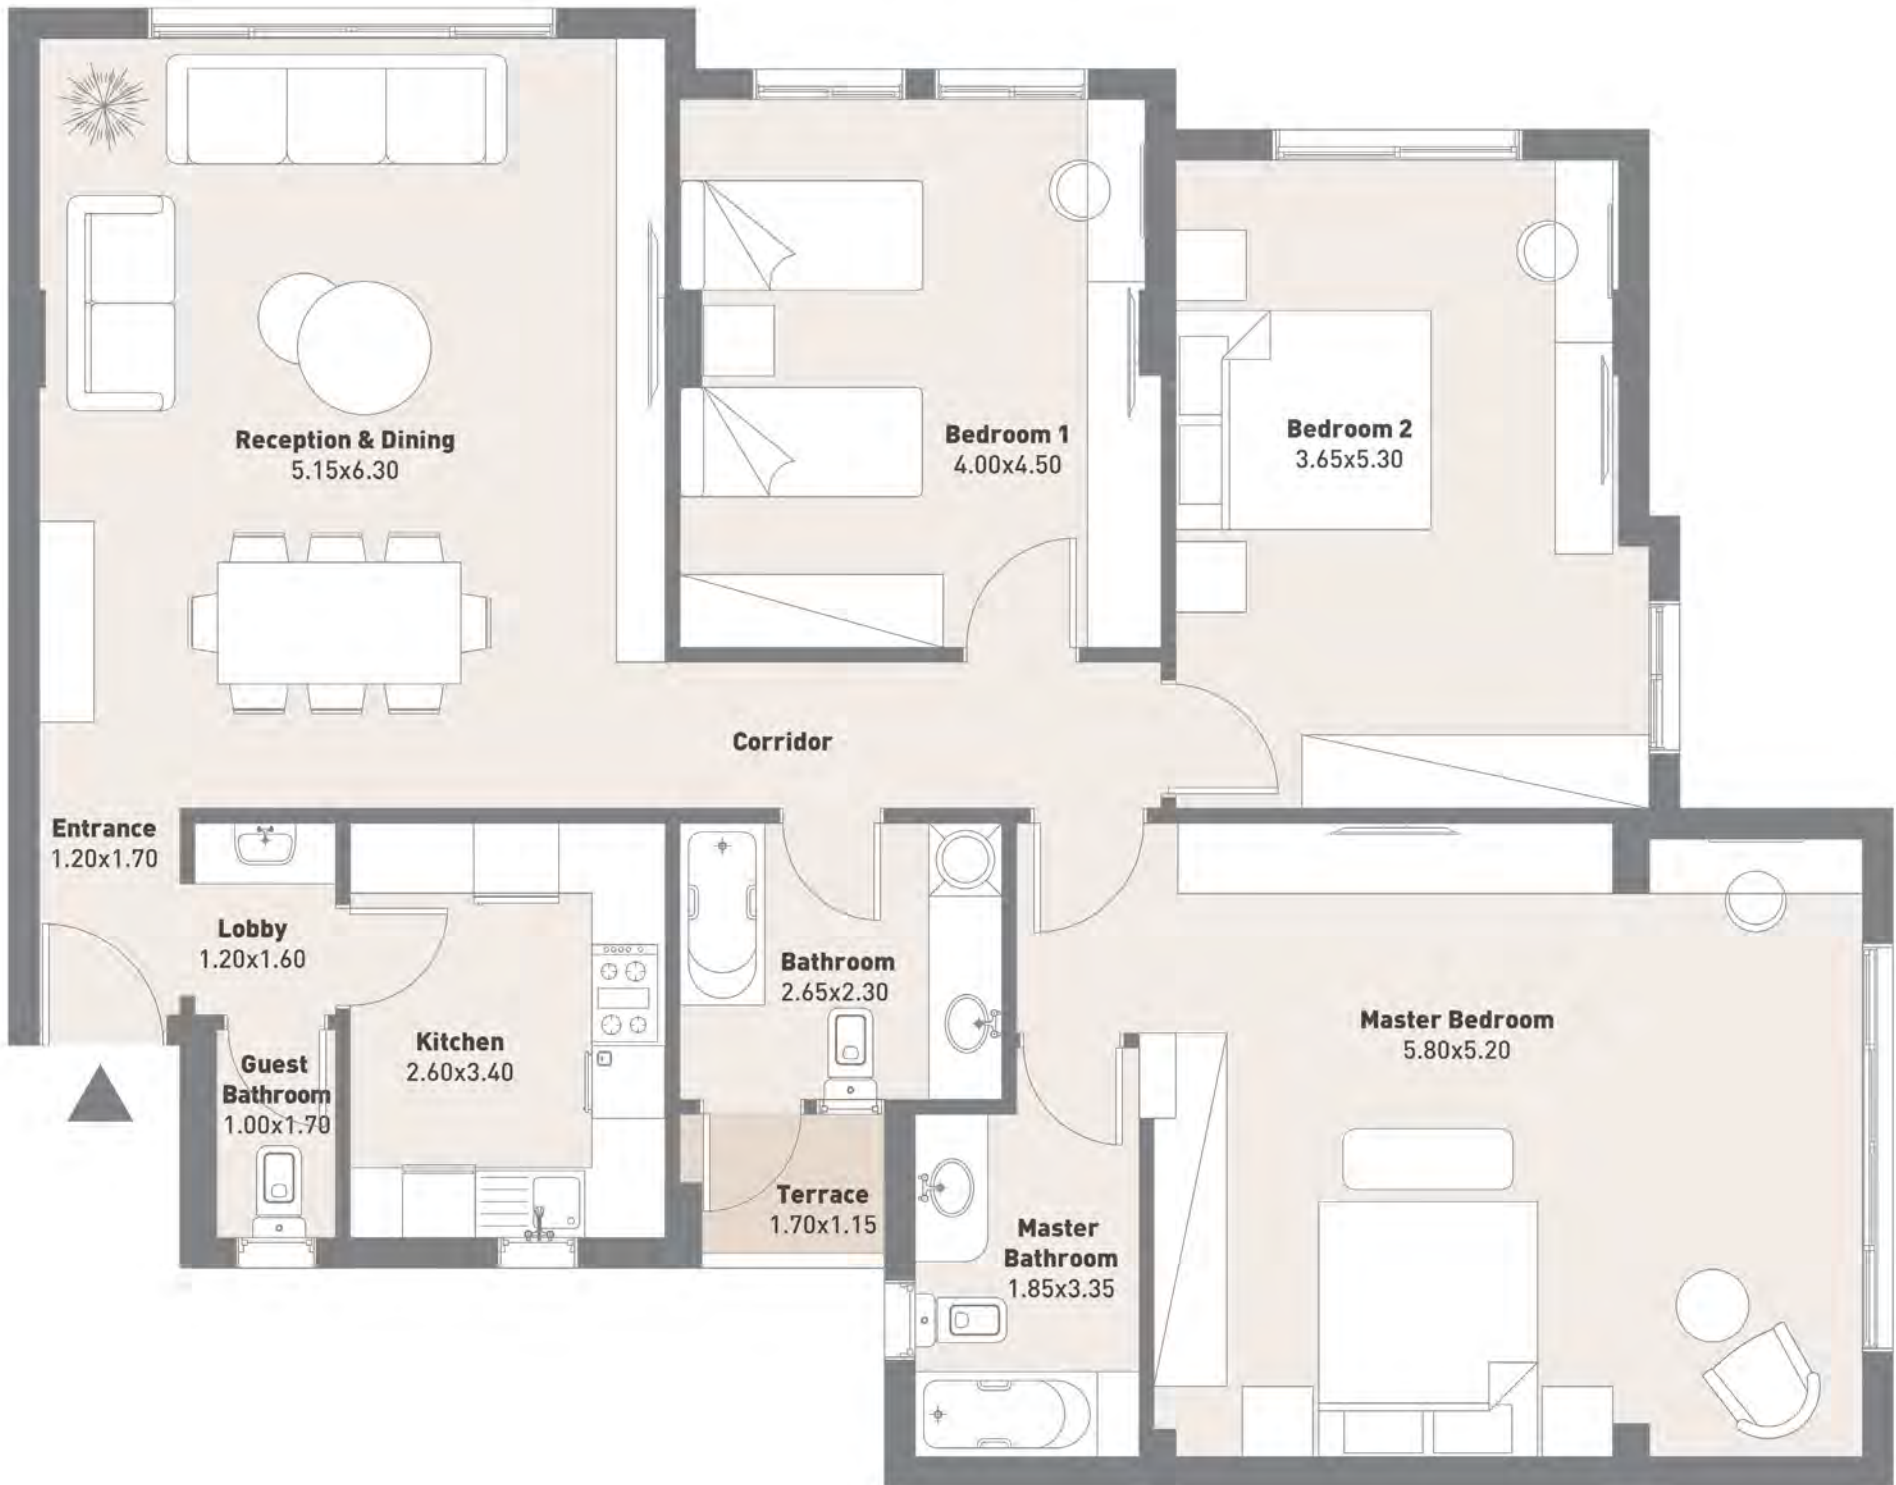 Reception & Dining
5.15x6.30
Bedroom 1
4.00x4.50
Bedroom 2
3.65x5.30
Corridor
Entrance
1.20x1.70
Lobby
1.20x1.60
Guest
Bathroom
1.00x1.70
Kitchen
2.60x3.40
Bathroom
2.65x2.30
Terrace
1.70x1.15
Master
Bathroom
1.85x3.35
Master Bedroom
5.80x5.20